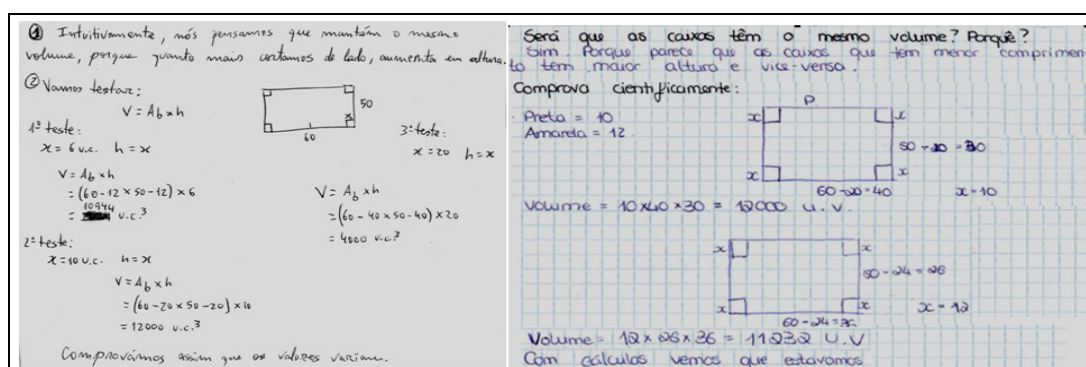 ① Intuitivamente, nós pensamos que mantém o mesmo
volume, porque quanto mais cortamos de lado, aumenta em altura.
② Vamos testar:
V = Ab x h
50
60
x
1º teste:
x = 6 u.c. h = x
V = Ab x h
= (60 - 12 x 50 - 12) x 6
= 10944 u.c.³
2º teste:
x = 10 u.c. h = x
V = Ab x h
= (60 - 20 x 50 - 20) x 10
= 12000 u.c.³
3º teste:
x = 20 h = x
V = Ab x h
= (60 - 40 x 50 - 40) x 20
= 4000 u.c.³
Comprovámos assim que os valores variam.
Será que as caixas têm o mesmo volume? Porquê?
Sim. Porque parece que as caixas que tem menor comprimen-
to tem maior altura e vice-versa.
Comprova cientificamente:
Preta = 10
Amarela = 12
P
x x
50 - 20 = 30
x x
60 - 20 = 40 x = 10
Volume = 10 x 40 x 30 = 12000 u.v.
x x
50 - 24 = 26
x x x = 12
60 - 24 = 36
Volume = 12 x 26 x 36 = 11232 U.V
Com cálculos vemos que estávamos